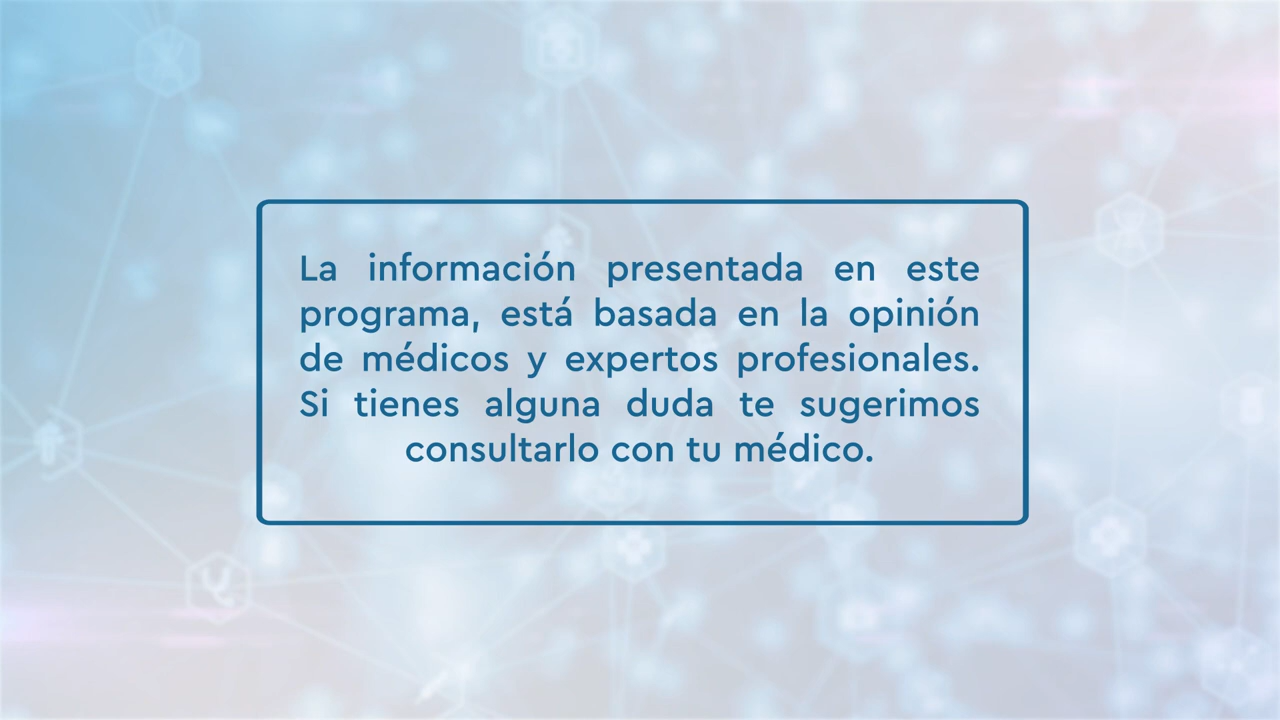 La información presentada en este
programa, está basada en la opinión
de médicos y expertos profesionales.
Si tienes alguna duda te sugerimos
consultarlo con tu médico.